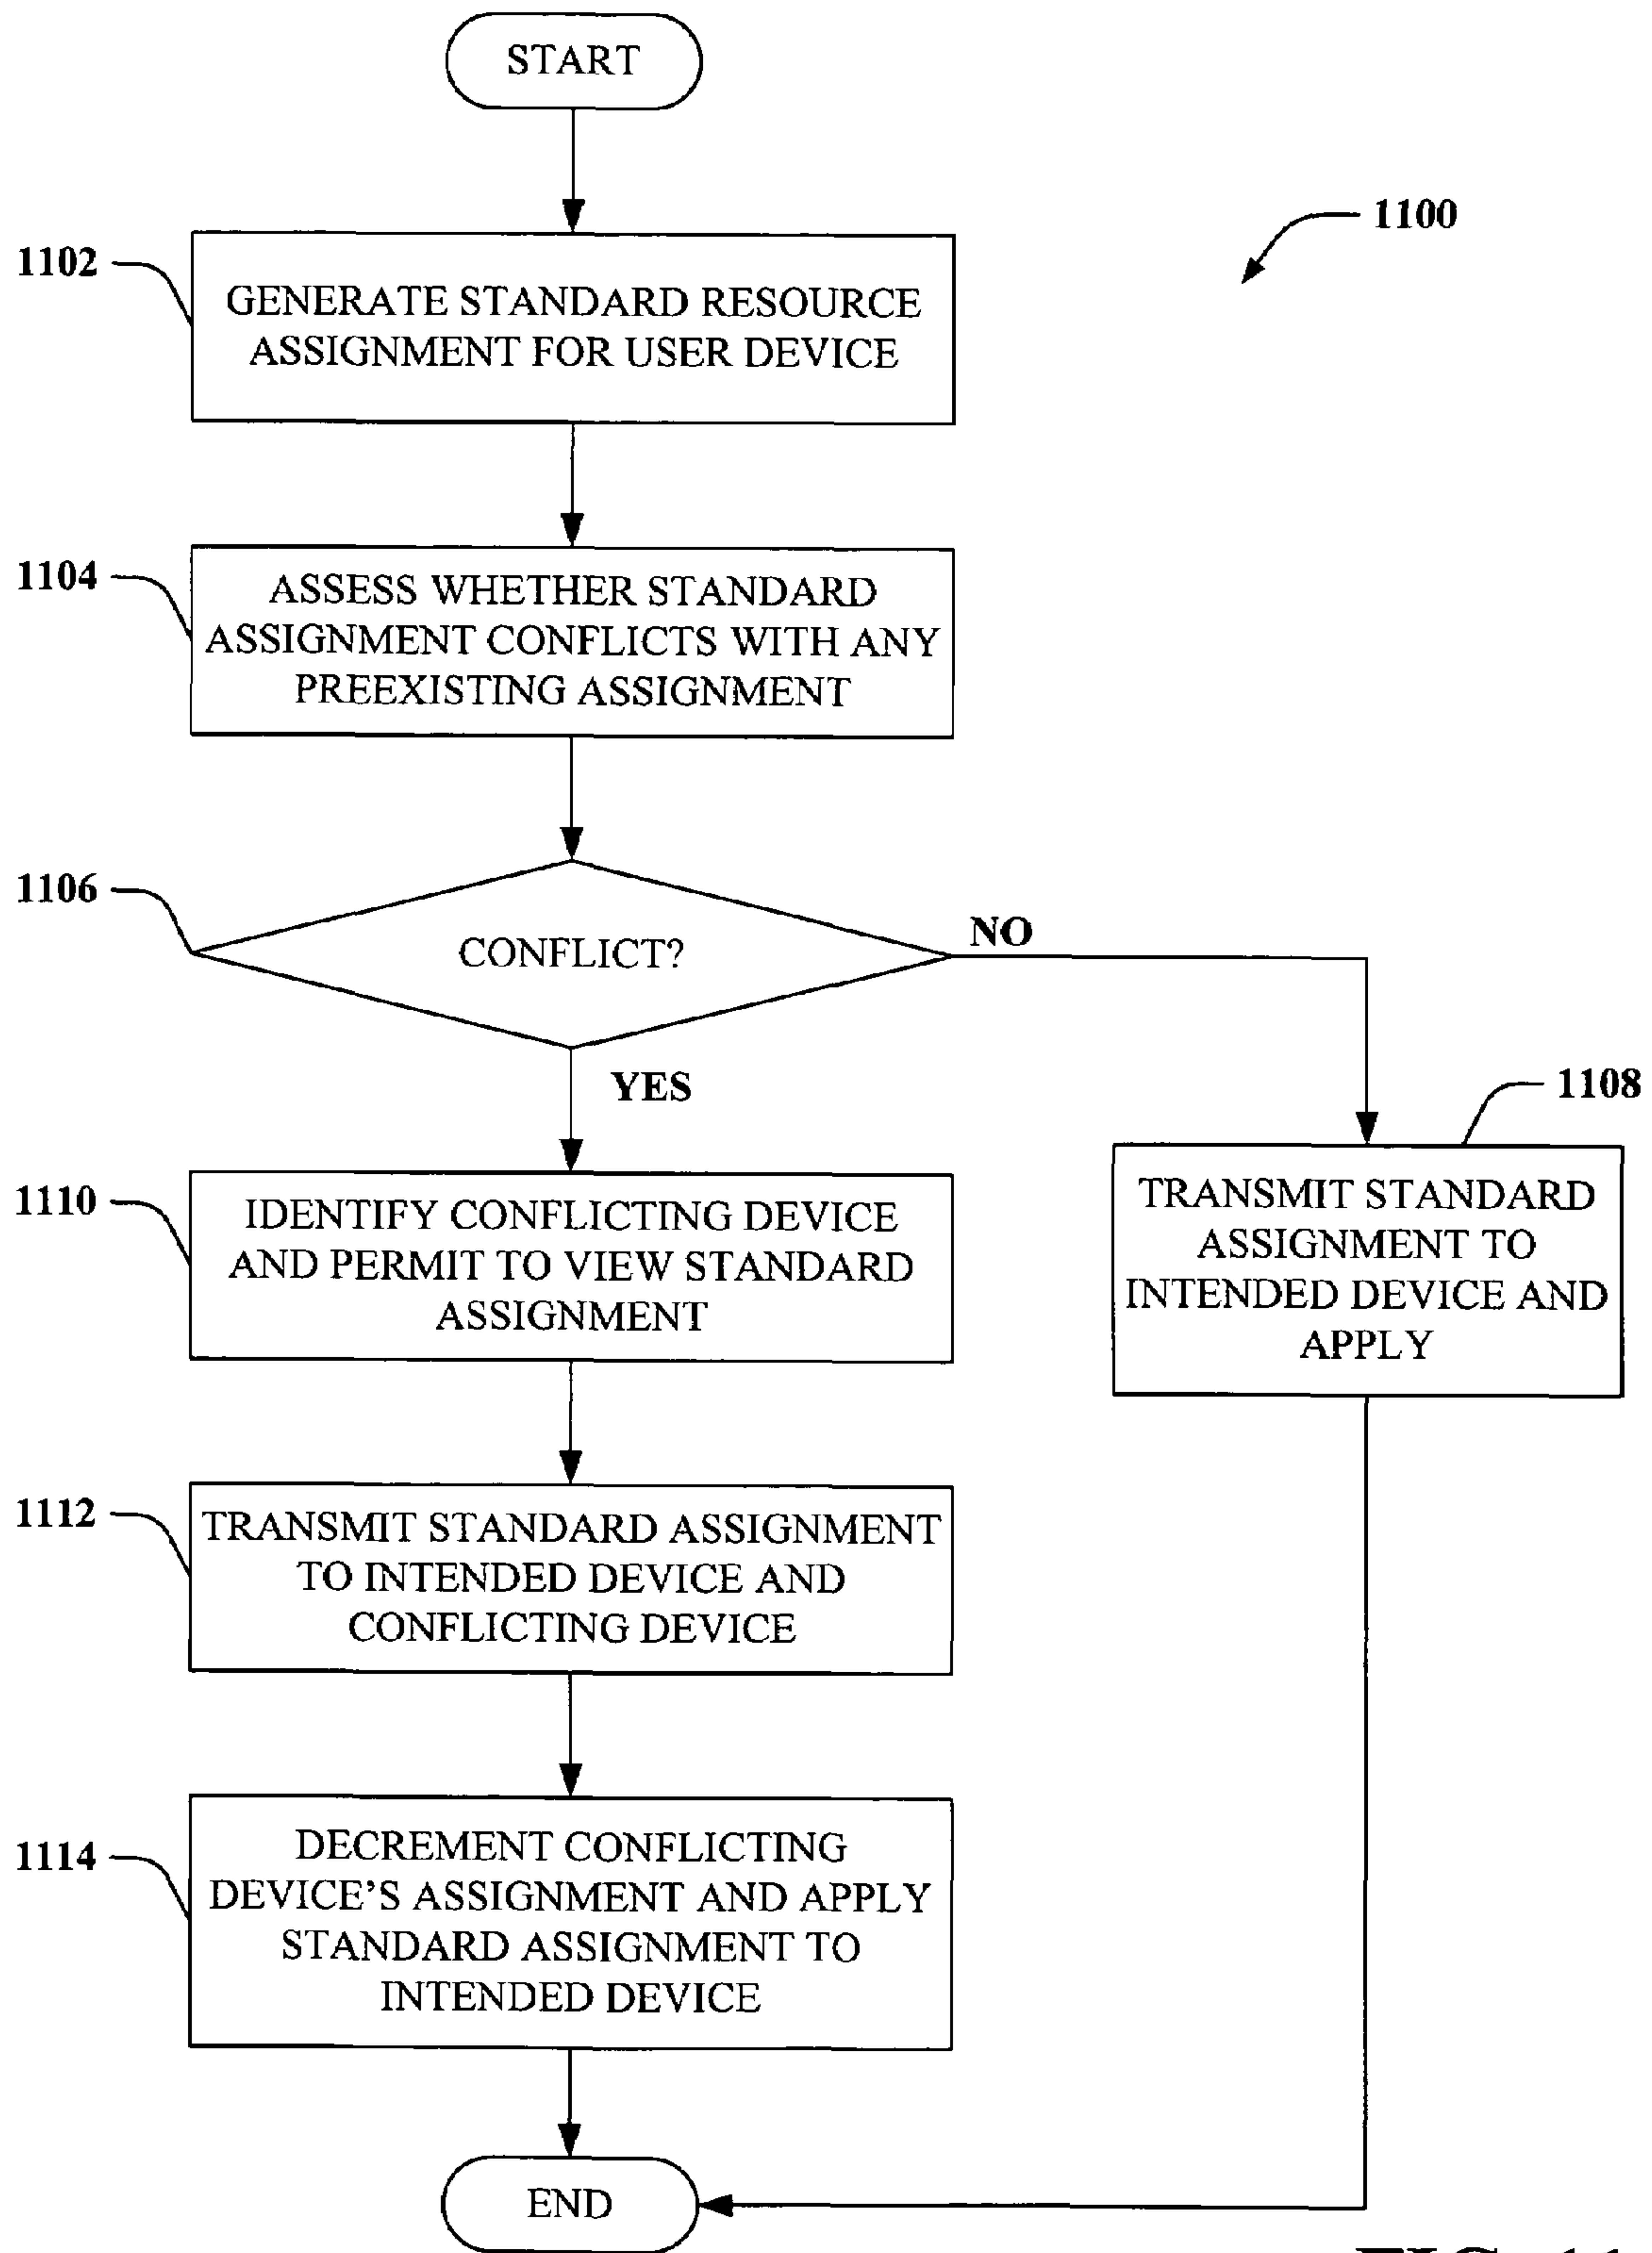 START
1100
1102
GENERATE STANDARD RESOURCE
ASSIGNMENT FOR USER DEVICE
1104
ASSESS WHETHER STANDARD
ASSIGNMENT CONFLICTS WITH ANY
PREEXISTING ASSIGNMENT
1106
CONFLICT?
NO
YES
1108
TRANSMIT STANDARD
ASSIGNMENT TO
INTENDED DEVICE AND
APPLY
1110
IDENTIFY CONFLICTING DEVICE
AND PERMIT TO VIEW STANDARD
ASSIGNMENT
1112
TRANSMIT STANDARD ASSIGNMENT
TO INTENDED DEVICE AND
CONFLICTING DEVICE
1114
DECREMENT CONFLICTING
DEVICE'S ASSIGNMENT AND APPLY
STANDARD ASSIGNMENT TO
INTENDED DEVICE
END